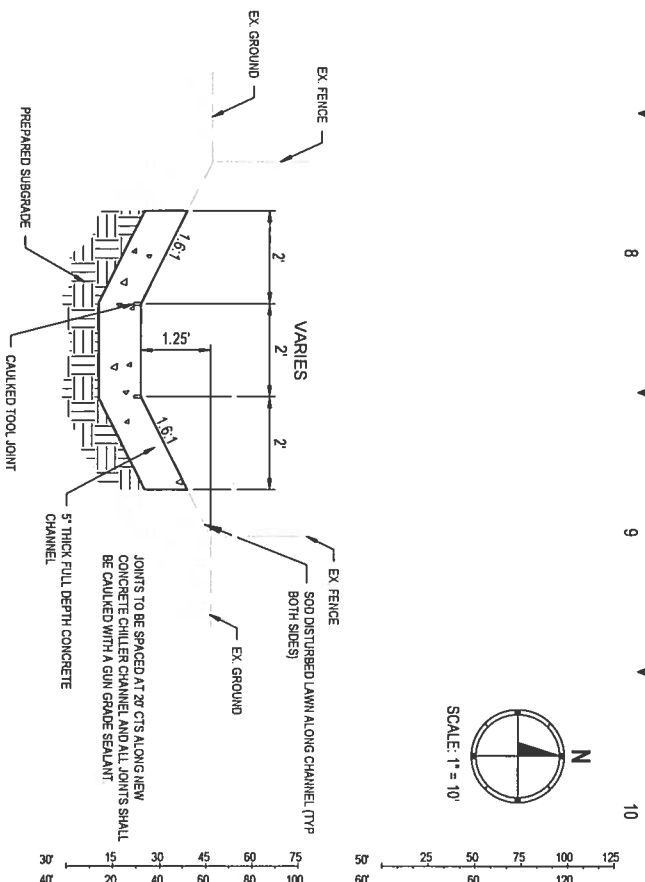 8
9
10
EX. GROUND
EX. FENCE
PREPARED SUBGRADE
CAULKED TOOL JOINT
5" THICK FULL DEPTH CONCRETE
CHANNEL
1.6:1
1.6:1
1.25'
2'
VARIES
2'
2'
EX. FENCE
SOD DISTURBED LAWN ALONG CHANNEL (TYP
BOTH SIDES)
EX. GROUND
JOINTS TO BE SPACED AT 20' CTS ALONG NEW
CONCRETE CHILLER CHANNEL AND ALL JOINTS SHALL
BE CAULKED WITH A GUN GRADE SEALANT.
N
SCALE: 1" = 10'
30' 15 30 45 60 75
40' 20 40 60 80 100
50' 25 50 75 100 125
60' 60 120